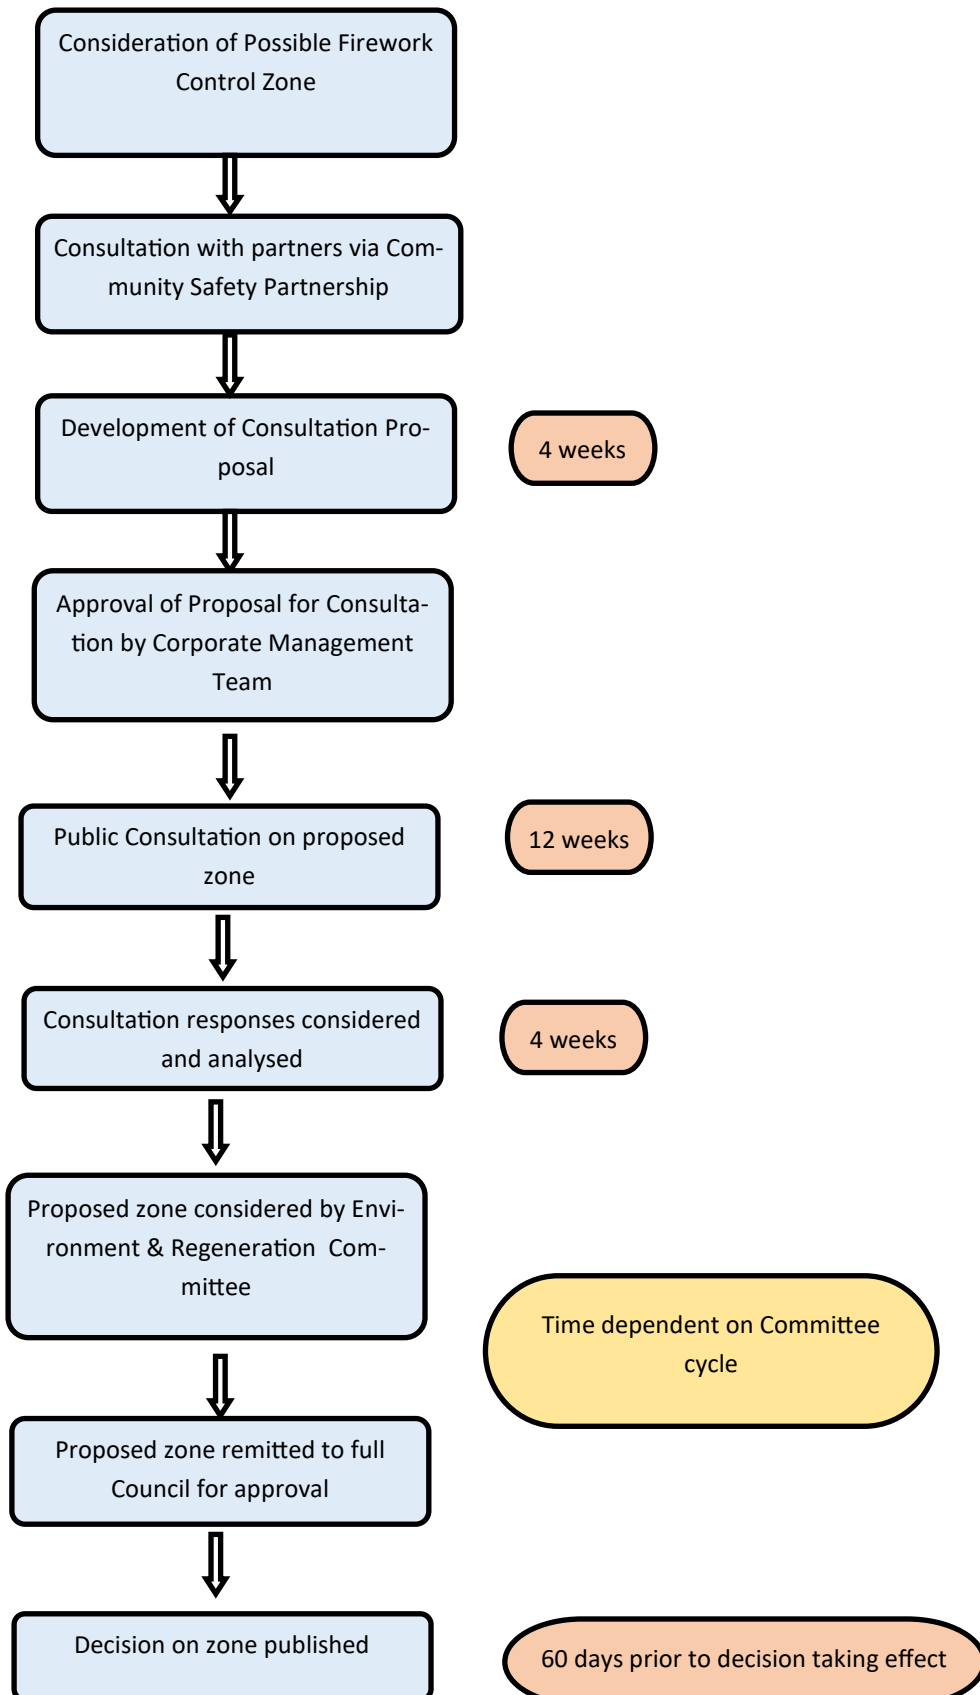 Consideration of Possible Firework
Control Zone
Consultation with partners via Com-
munity Safety Partnership
Development of Consultation Pro-
posal
4 weeks
Approval of Proposal for Consulta-
tion by Corporate Management
Team
Public Consultation on proposed
zone
12 weeks
Consultation responses considered
and analysed
4 weeks
Proposed zone considered by Envi-
ronment & Regeneration Com-
mittee
Time dependent on Committee
cycle
Proposed zone remitted to full
Council for approval
Decision on zone published
60 days prior to decision taking effect